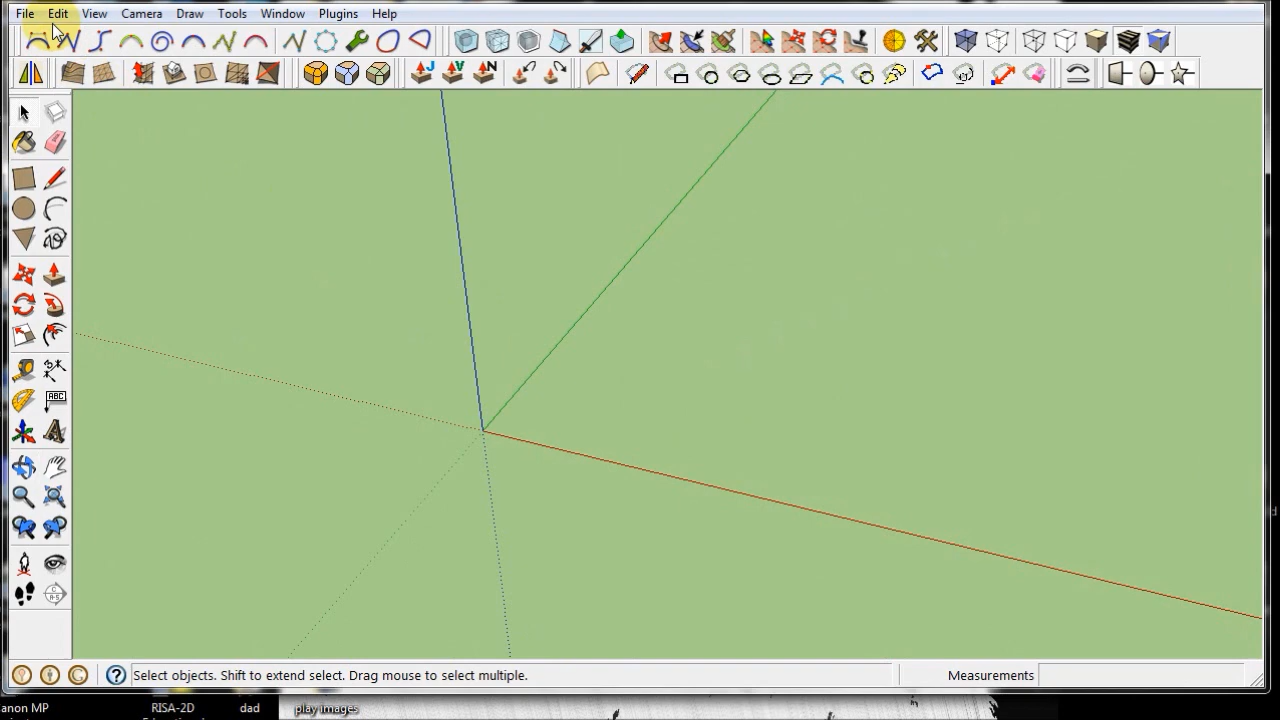 File Edit View Camera Draw Tools Window Plugins Help
J V N
ABC
A
C
? Select objects. Shift to extend select. Drag mouse to select multiple. Measurements
anon MP RISA-2D dad play images